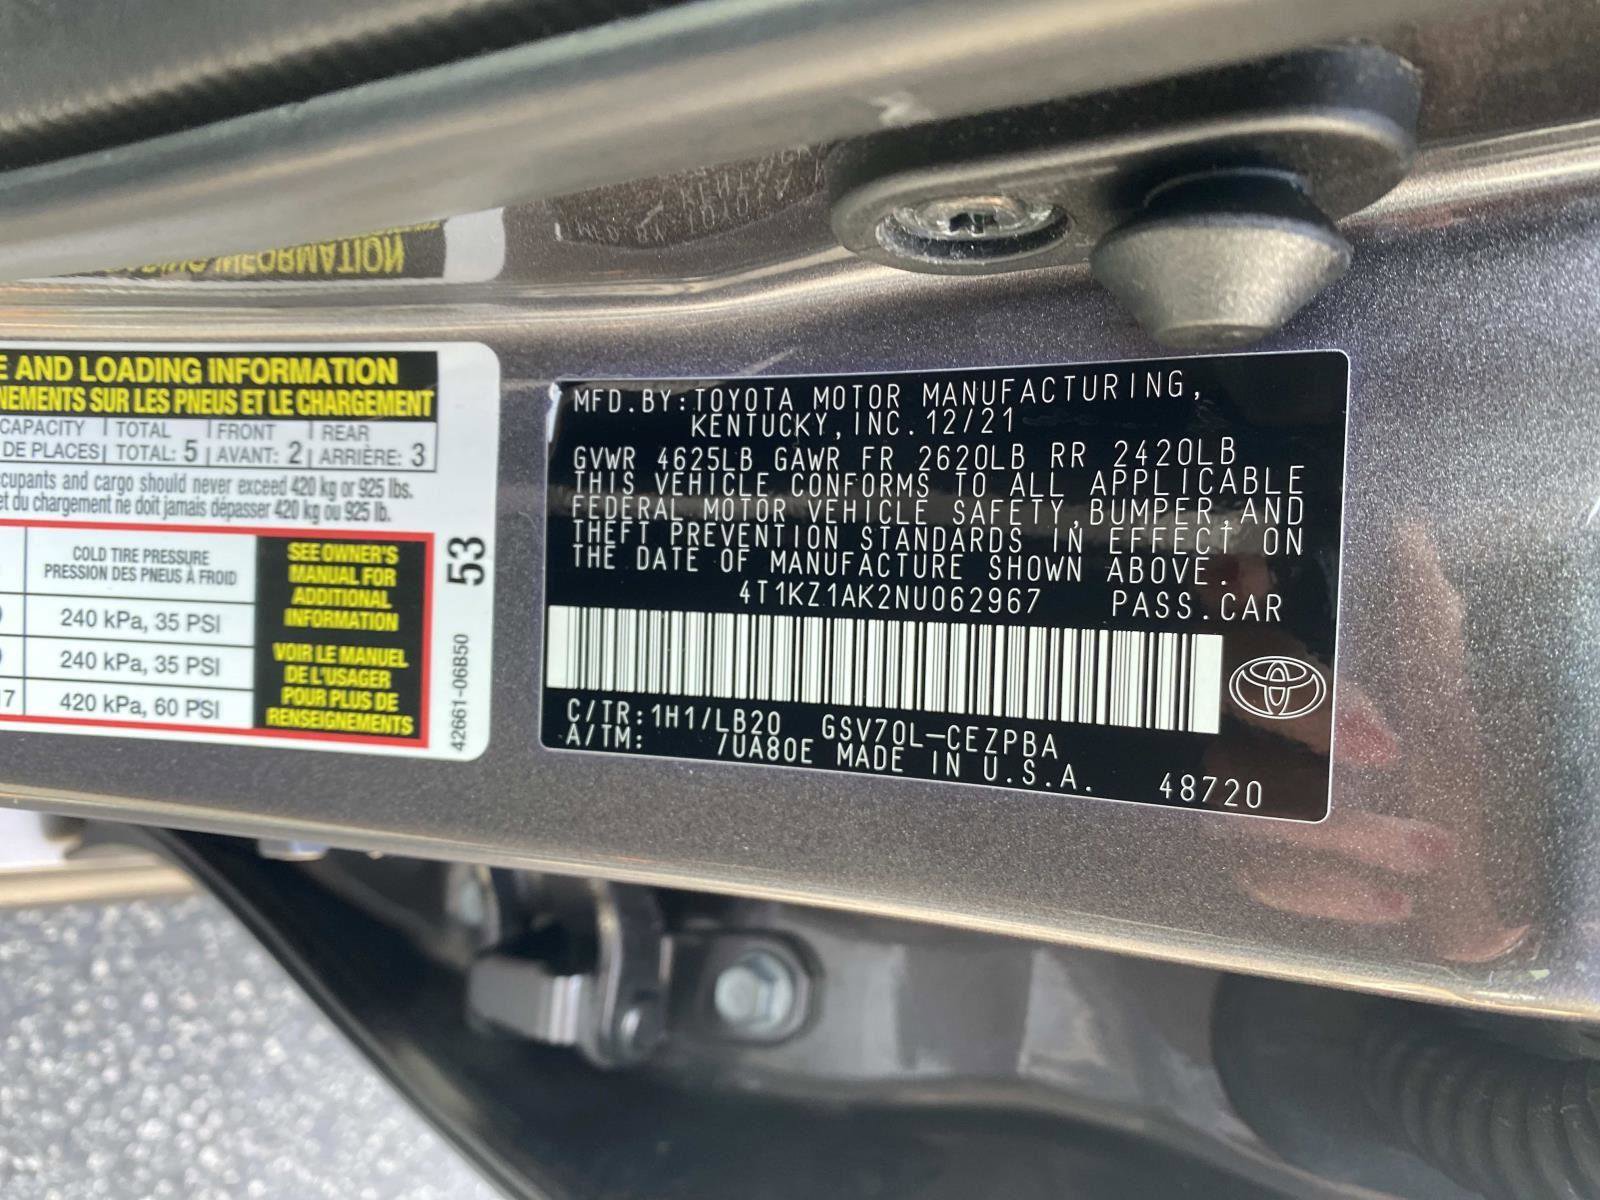 E AND LOADING INFORMATION
NEMENTS SUR LES PNEUS ET LE CHARGEMENT
CAPACITY TOTAL FRONT REAR
DE PLACES TOTAL: 5 AVANT: 2 ARRIÈRE: 3
cupants and cargo should never exceed 420 kg or 925 lbs.
et du chargement ne doit jamais dépasser 420 kg ou 925 lb.
COLD TIRE PRESSURE
PRESSION DES PNEUS À FROID
240 kPa, 35 PSI
240 kPa, 35 PSI
17 420 kPa, 60 PSI
SEE OWNER'S
MANUAL FOR
ADDITIONAL
INFORMATION
VOIR LE MANUEL
DE L'USAGER
POUR PLUS DE
RENSEIGNEMENTS
53
42661-06B50
MFD.BY:TOYOTA MOTOR MANUFACTURING,
KENTUCKY,INC.12/21
GVWR 4625LB GAWR FR 2620LB RR 2420LB
THIS VEHICLE CONFORMS TO ALL APPLICABLE
FEDERAL MOTOR VEHICLE SAFETY,BUMPER,AND
THEFT PREVENTION STANDARDS IN EFFECT ON
THE DATE OF MANUFACTURE SHOWN ABOVE.
4T1KZ1AK2NU062967 PASS.CAR
C/TR:1H1/LB20 GSV70L-CEZPBA
A/TM: /UA80E MADE IN U.S.A.
48720